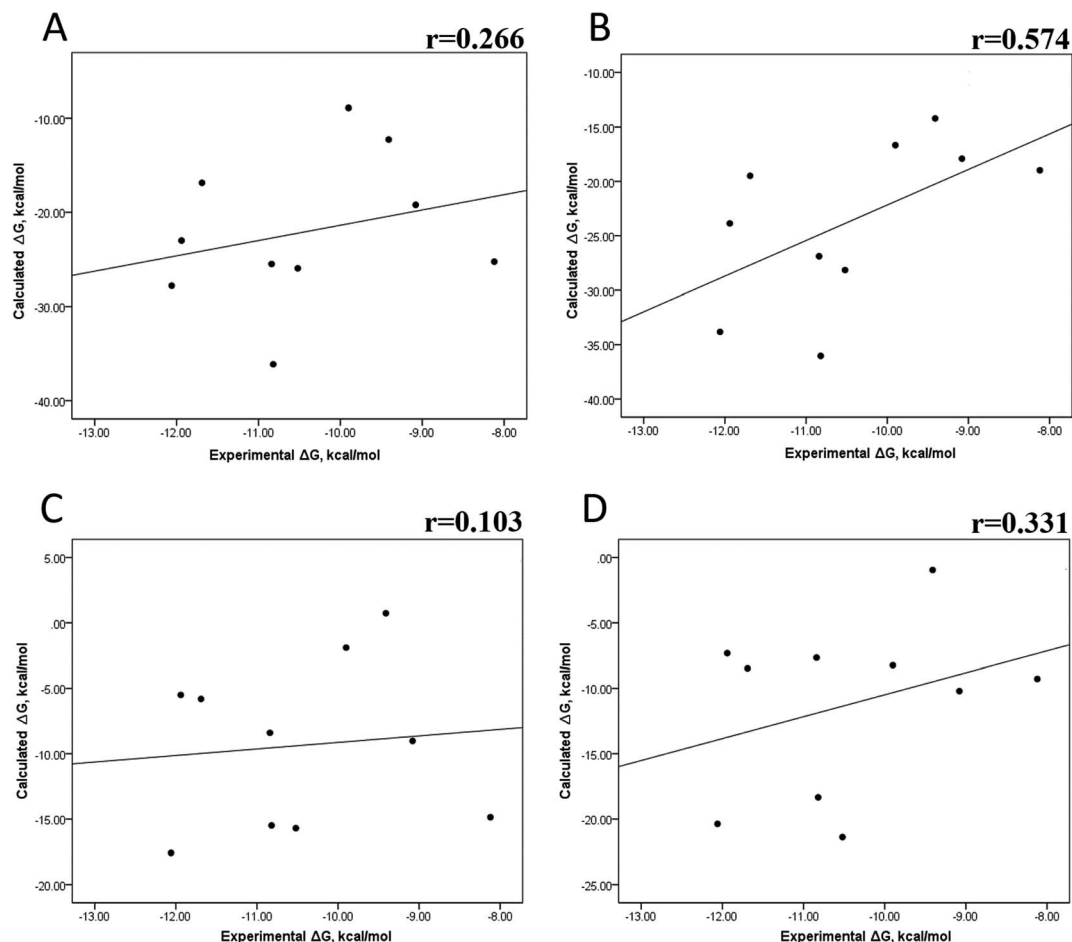 A
r=0.266
Calculated ΔG, kcal/mol
-10.00
-20.00
-30.00
-40.00
-13.00 -12.00 -11.00 -10.00 -9.00 -8.00
Experimental ΔG, kcal/mol
B
r=0.574
Calculated ΔG, kcal/mol
-10.00
-15.00
-20.00
-25.00
-30.00
-35.00
-40.00
-13.00 -12.00 -11.00 -10.00 -9.00 -8.00
Experimental ΔG, kcal/mol
C
r=0.103
Calculated ΔG, kcal/mol
5.00
.00
-5.00
-10.00
-15.00
-20.00
-13.00 -12.00 -11.00 -10.00 -9.00 -8.00
Experimental ΔG, kcal/mol
D
r=0.331
Calculated ΔG, kcal/mol
.00
-5.00
-10.00
-15.00
-20.00
-25.00
-13.00 -12.00 -11.00 -10.00 -9.00 -8.00
Experimental ΔG, kcal/mol